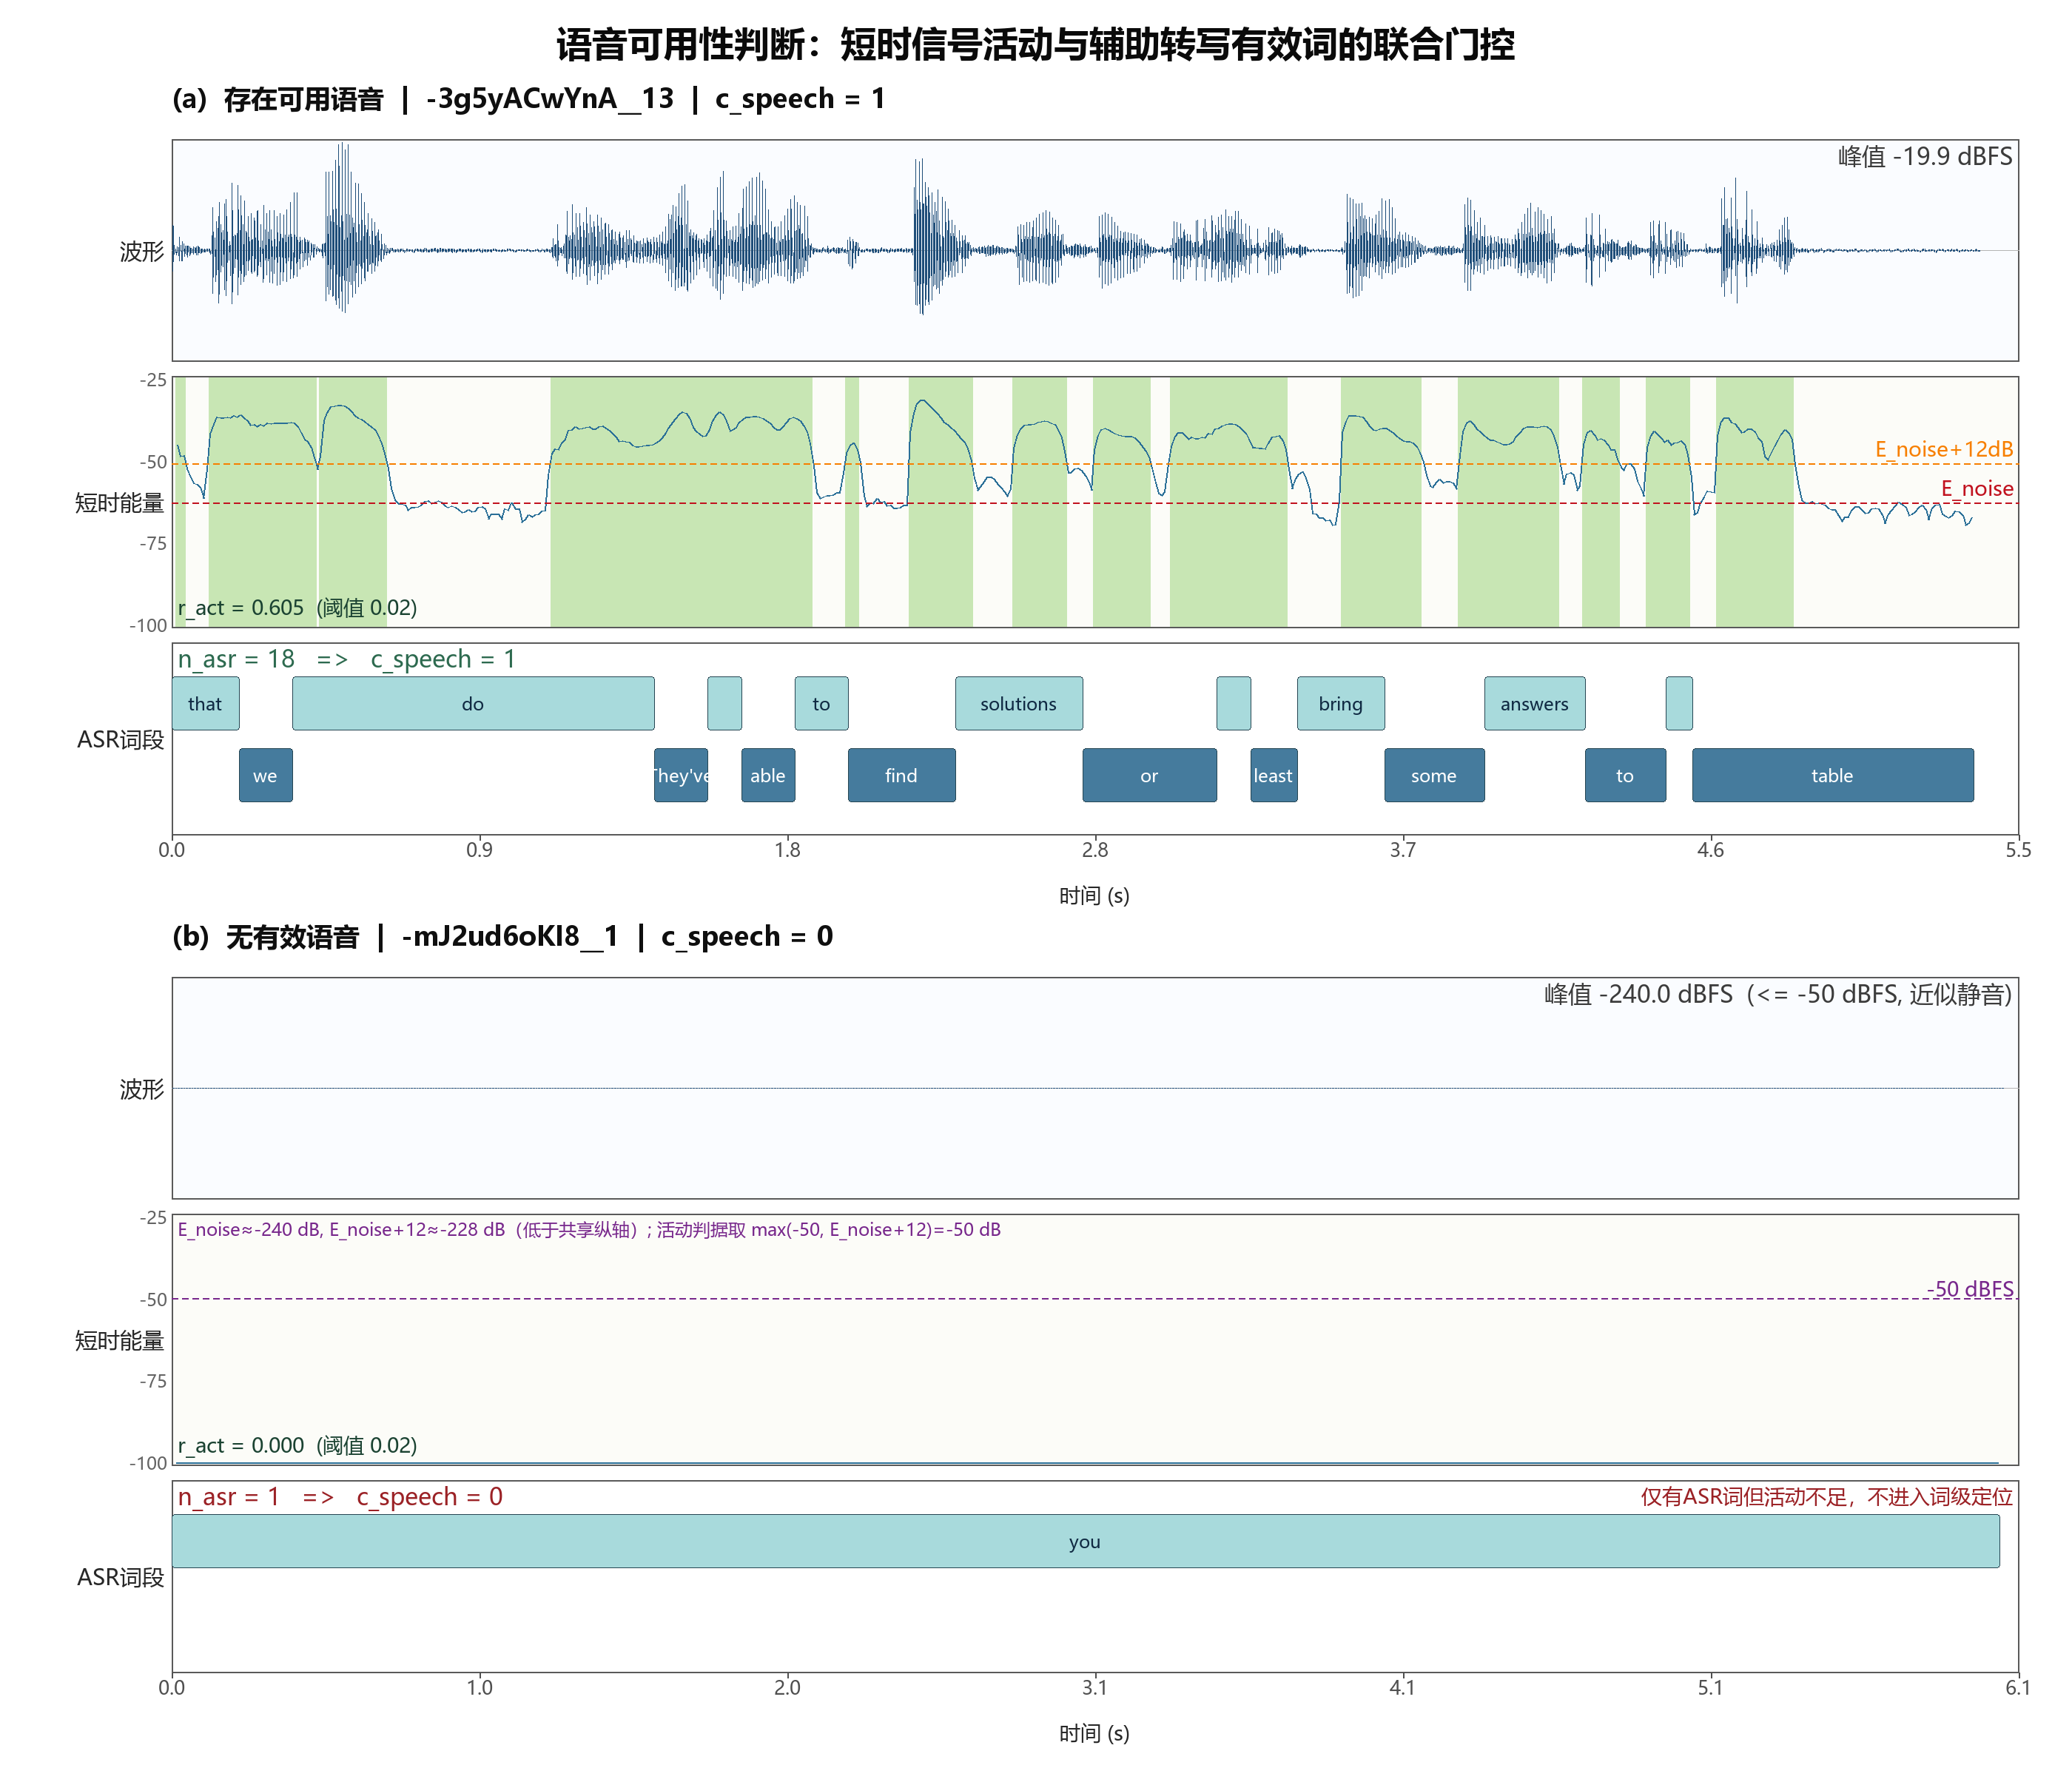 语音可用性判断：短时信号活动与辅助转写有效词的联合门控
(a) 存在可用语音 | -3g5yACwYnA__13 | c_speech = 1
峰值 -19.9 dBFS
波形
-25
-50
-75
-100
短时能量
E_noise+12dB
E_noise
r_act = 0.605 (阈值 0.02)
n_asr = 18 => c_speech = 1
that do to solutions bring answers
ASR词段
we They've able find or least some to table
0.0 0.9 1.8 2.8 3.7 4.6 5.5
时间 (s)
(b) 无有效语音 | -mJ2ud6oKI8__1 | c_speech = 0
峰值 -240.0 dBFS (<= -50 dBFS, 近似静音)
波形
-25
-50
-75
-100
短时能量
E_noise≈-240 dB, E_noise+12≈-228 dB（低于共享纵轴）; 活动判据取 max(-50, E_noise+12)=-50 dB
-50 dBFS
r_act = 0.000 (阈值 0.02)
n_asr = 1 => c_speech = 0
仅有ASR词但活动不足，不进入词级定位
you
ASR词段
0.0 1.0 2.0 3.1 4.1 5.1 6.1
时间 (s)